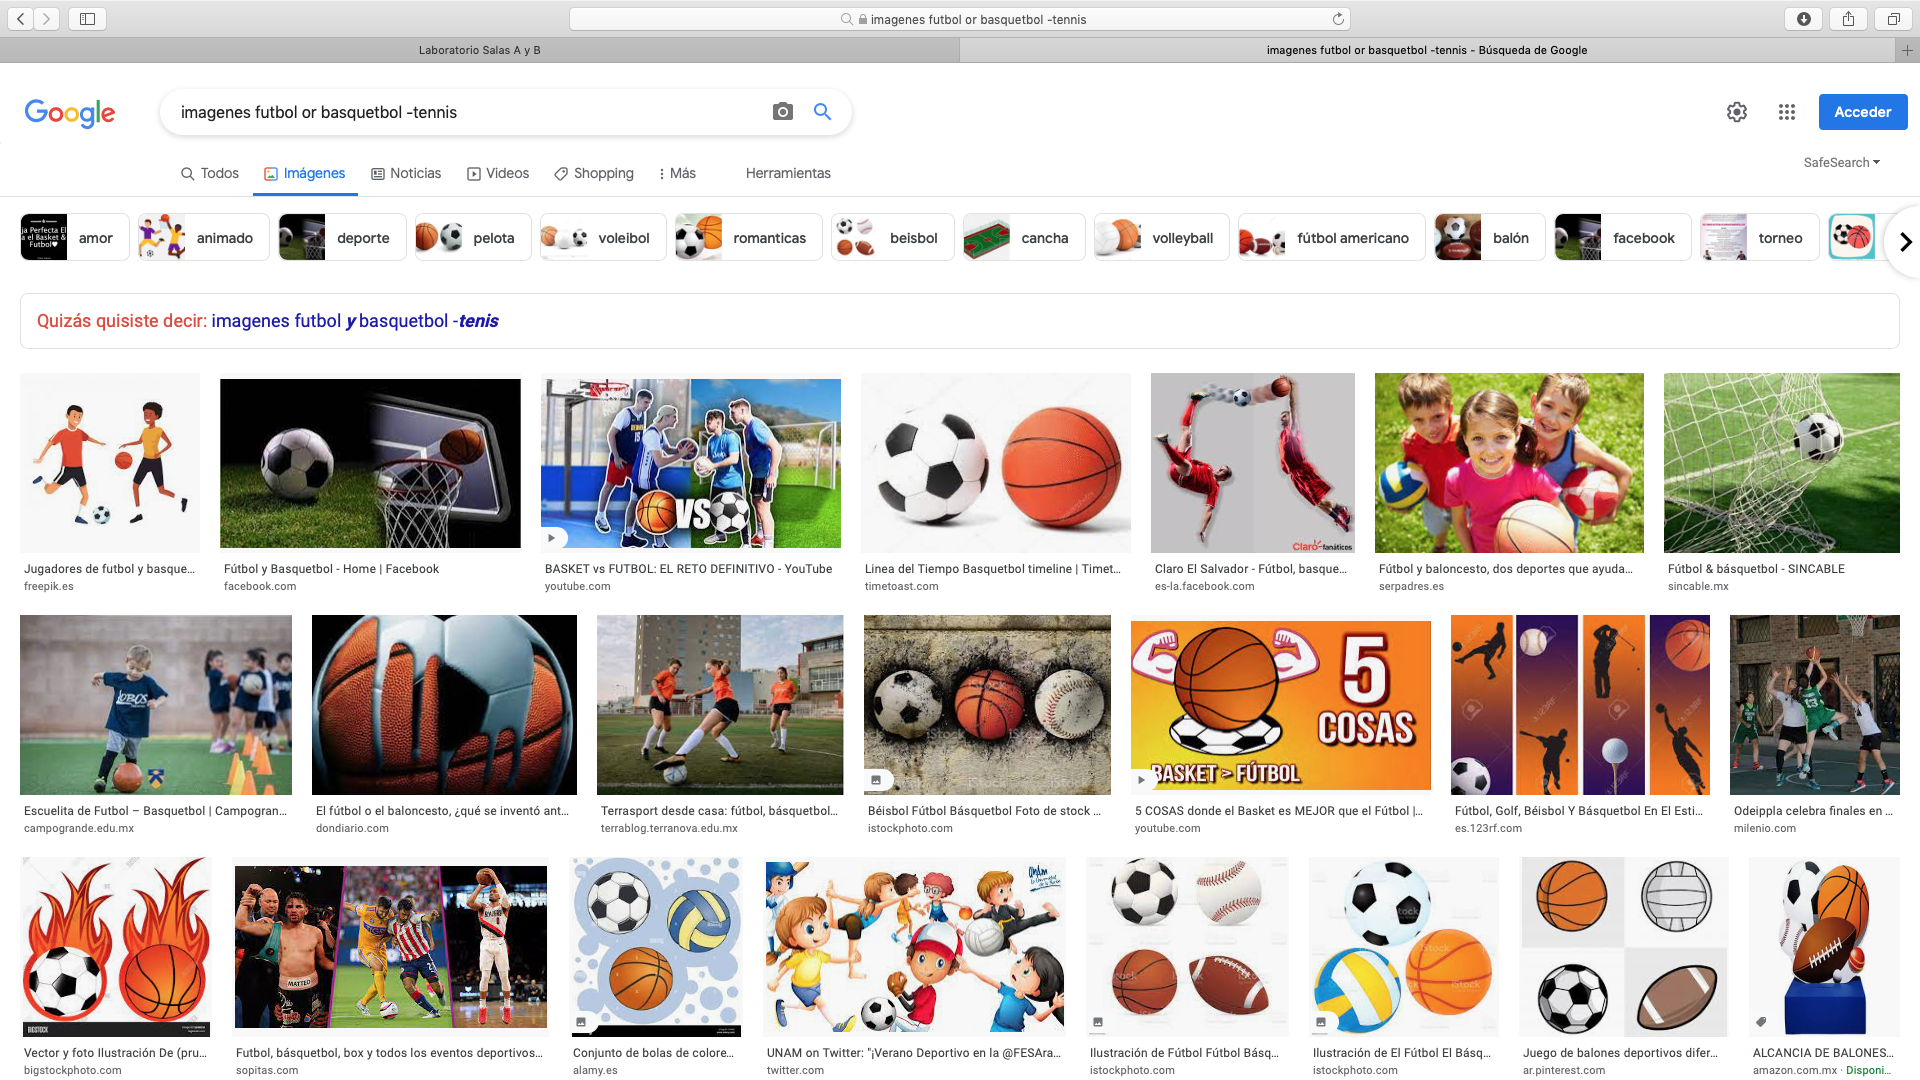 imagenes futbol or basquetbol -tennis
Laboratorio Salas A y B
imagenes futbol or basquetbol -tennis - Búsqueda de Google
Google
imagenes futbol or basquetbol -tennis
Acceder
Todos
Imágenes
Noticias
Videos
Shopping
Más
Herramientas
SafeSearch
amor
animado
deporte
pelota
voleibol
romanticas
beisbol
cancha
volleyball
fútbol americano
balón
facebook
torneo
Quizás quisiste decir: imagenes futbol y basquetbol -tenis
VS
Claro-fanáticos
Jugadores de futbol y basque...
freepik.es
Fútbol y Basquetbol - Home | Facebook
facebook.com
BASKET vs FUTBOL: EL RETO DEFINITIVO - YouTube
youtube.com
Linea del Tiempo Basquetbol timeline | Timet...
timetoast.com
Claro El Salvador - Fútbol, basque...
es-la.facebook.com
Fútbol y baloncesto, dos deportes que ayuda...
serpadres.es
Fútbol & básquetbol - SINCABLE
sincable.mx
LOBOS
5
COSAS
BASKET > FÚTBOL
Escuelita de Futbol – Basquetbol | Campogran...
campogrande.edu.mx
El fútbol o el baloncesto, ¿qué se inventó ant...
dondiario.com
Terrasport desde casa: fútbol, básquetbol...
terrablog.terranova.edu.mx
Béisbol Fútbol Básquetbol Foto de stock ...
istockphoto.com
5 COSAS donde el Basket es MEJOR que el Fútbol |...
youtube.com
Fútbol, Golf, Béisbol Y Básquetbol En El Esti...
es.123rf.com
Odeippla celebra finales en ...
milenio.com
BIGSTOCK
Vector y foto Ilustración De (pru...
bigstockphoto.com
Futbol, básquetbol, box y todos los eventos deportivos...
sopitas.com
Conjunto de bolas de colore...
alamy.es
UNAM on Twitter: "¡Verano Deportivo en la @FESAra...
twitter.com
Ilustración de Fútbol Fútbol Básq...
istockphoto.com
Ilustración de El Fútbol El Básq...
istockphoto.com
Juego de balones deportivos difer...
ar.pinterest.com
ALCANCIA DE BALONES...
amazon.com.mx · Disponi...